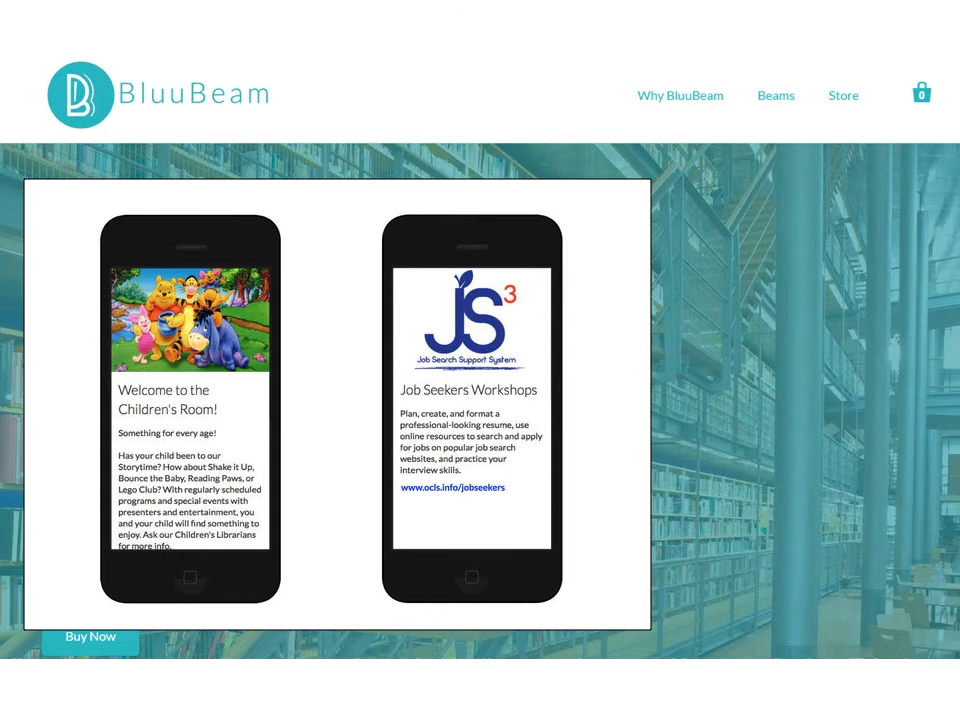 BluuBeam
Why BluuBeam
Beams
Store
0
Welcome to the
Children's Room!
Something for every age!
Has your child been to our
Storytime? How about Shake it Up,
Bounce the Baby, Reading Paws, or
Lego Club? With regularly scheduled
programs and special events with
presenters and entertainment, you
and your child will find something to
enjoy. Ask our Children's Librarians
for more info.
JS3
Job Search Support System
Job Seekers Workshops
Plan, create, and format a
professional-looking resume, use
online resources to search and apply
for jobs on popular job search
websites, and practice your
interview skills.
www.ocls.info/jobseekers
Buy Now